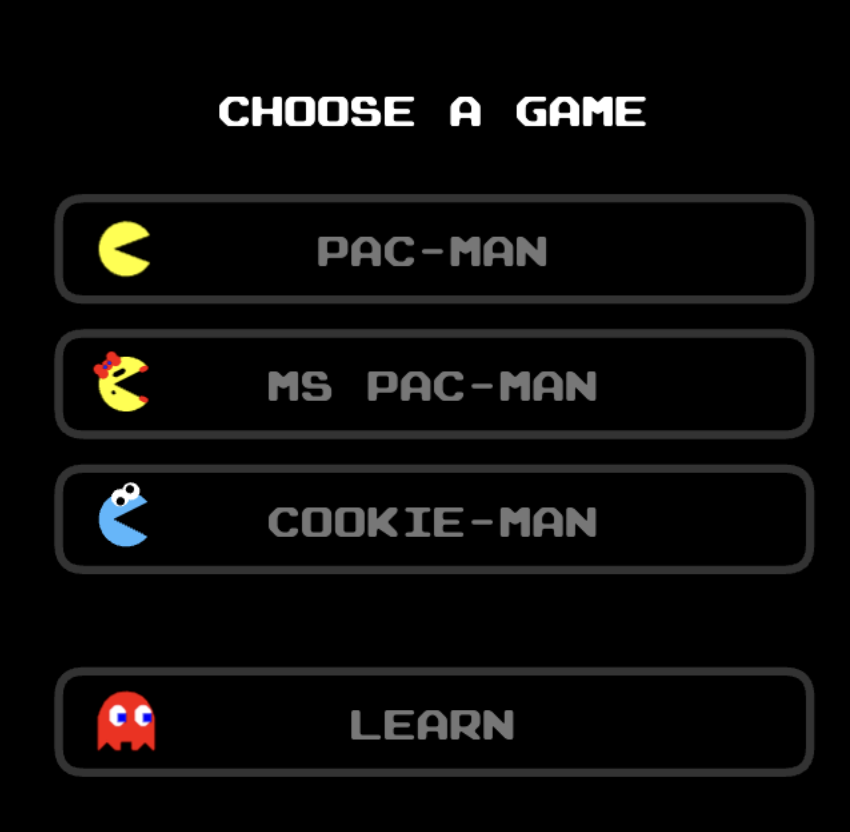 CHOOSE A GAME
PAC-MAN
MS PAC-MAN
COOKIE-MAN
LEARN